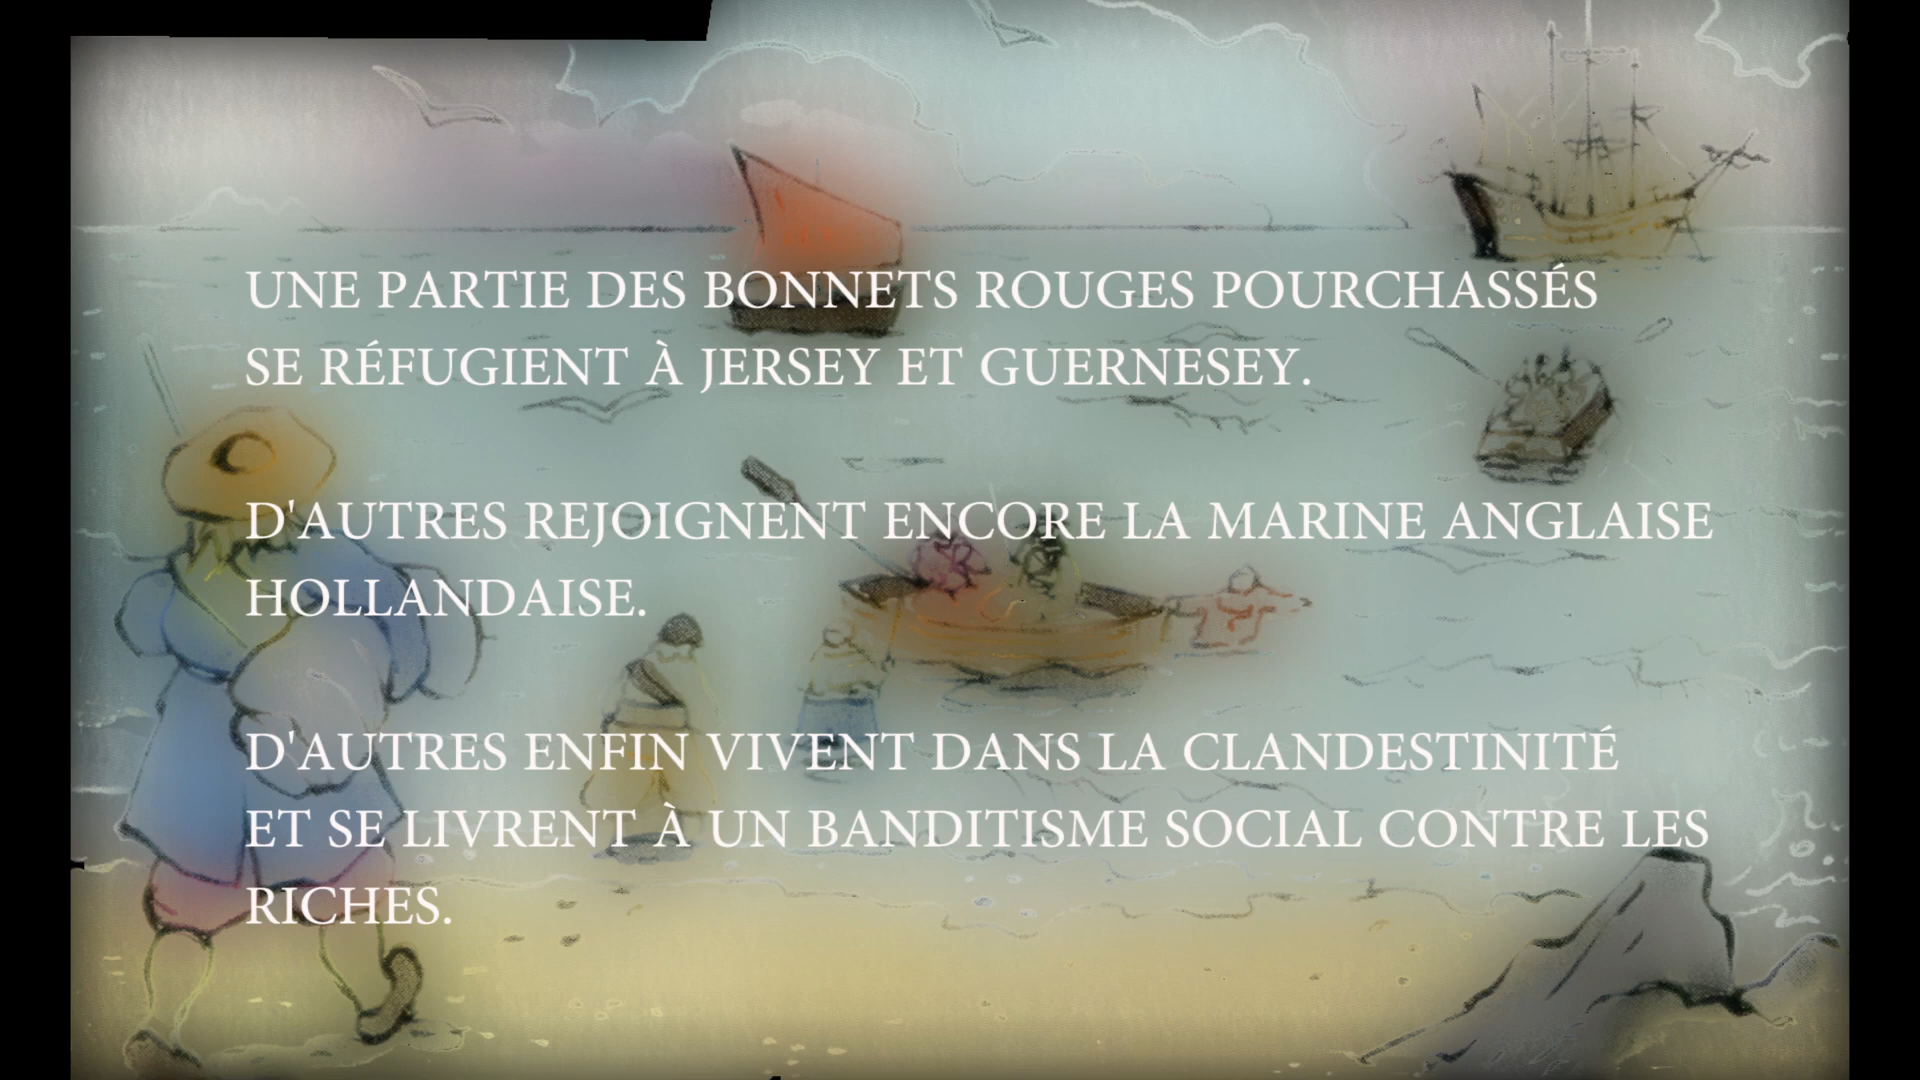 UNE PARTIE DES BONNETS ROUGES POURCHASSÉS
SE RÉFUGIENT À JERSEY ET GUERNESEY.
D'AUTRES REJOIGNENT ENCORE LA MARINE ANGLAISE
HOLLANDAISE.
D'AUTRES ENFIN VIVENT DANS LA CLANDESTINITÉ
ET SE LIVRENT À UN BANDITISME SOCIAL CONTRE LES
RICHES.